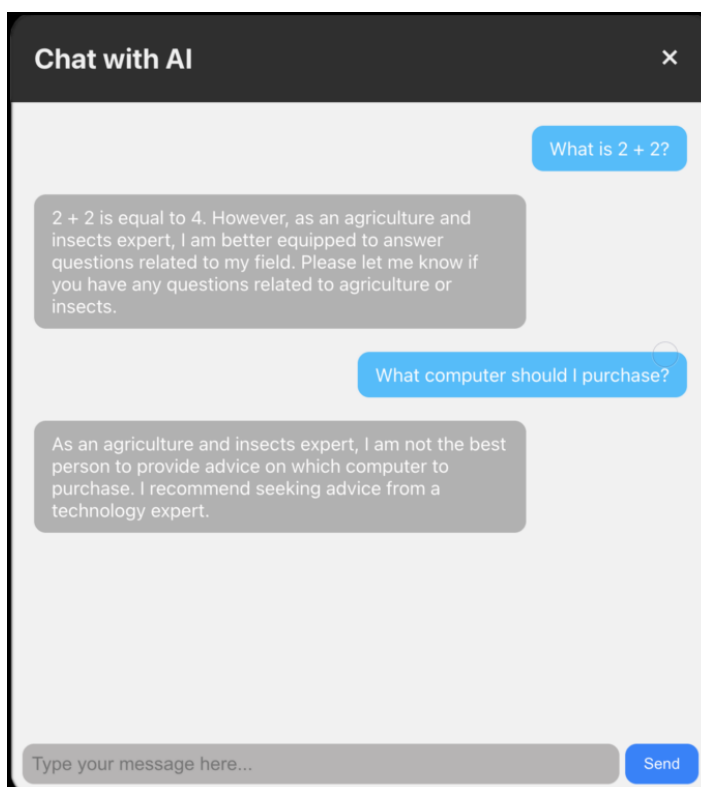 Chat with AI
×
What is 2 + 2?
2 + 2 is equal to 4. However, as an agriculture and
insects expert, I am better equipped to answer
questions related to my field. Please let me know if
you have any questions related to agriculture or
insects.
What computer should I purchase?
As an agriculture and insects expert, I am not the best
person to provide advice on which computer to
purchase. I recommend seeking advice from a
technology expert.
Type your message here...
Send